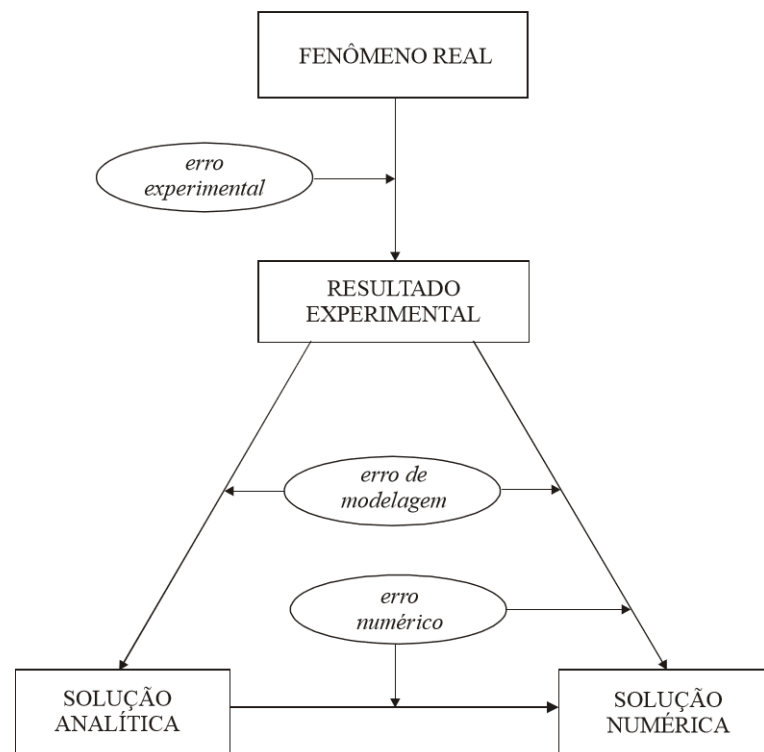 FENÔMENO REAL
erro
experimental
RESULTADO
EXPERIMENTAL
erro de
modelagem
erro
numérico
SOLUÇÃO
ANALÍTICA
SOLUÇÃO
NUMÉRICA